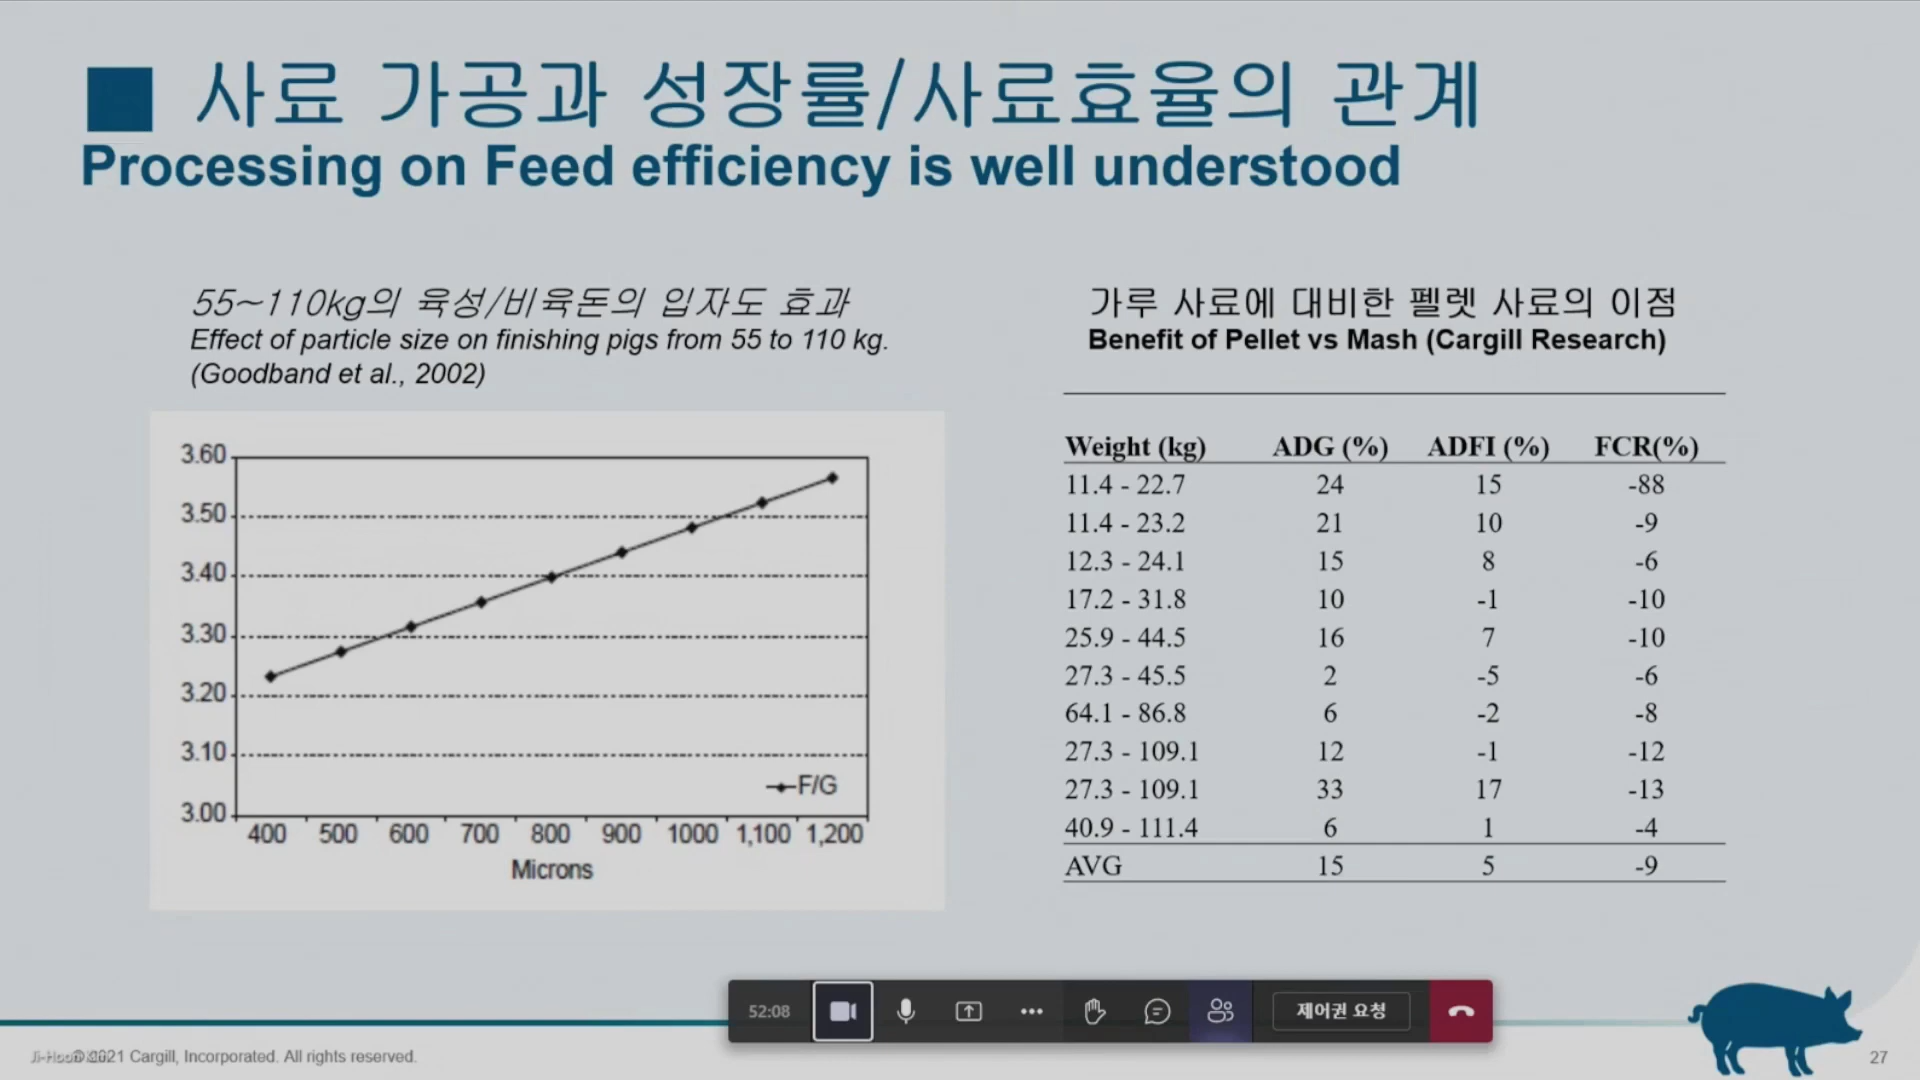 사료 가공과 성장률/사료효율의 관계
Processing on Feed efficiency is well understood
55~110kg의 육성/비육돈의 입자도 효과
Effect of particle size on finishing pigs from 55 to 110 kg.
(Goodband et al., 2002)
3.60
3.50
3.40
3.30
3.20
3.10
3.00
F/G
400 500 600 700 800 900 1000 1,100 1,200
Microns
가루 사료에 대비한 펠렛 사료의 이점
Benefit of Pellet vs Mash (Cargill Research)
Weight (kg) ADG (%) ADFI (%) FCR(%)
11.4 - 22.7 24 15 -88
11.4 - 23.2 21 10 -9
12.3 - 24.1 15 8 -6
17.2 - 31.8 10 -1 -10
25.9 - 44.5 16 7 -10
27.3 - 45.5 2 -5 -6
64.1 - 86.8 6 -2 -8
27.3 - 109.1 12 -1 -12
27.3 - 109.1 33 17 -13
40.9 - 111.4 6 1 -4
AVG 15 5 -9
52:08
제어권 요청
2021 Cargill, Incorporated. All rights reserved.
27